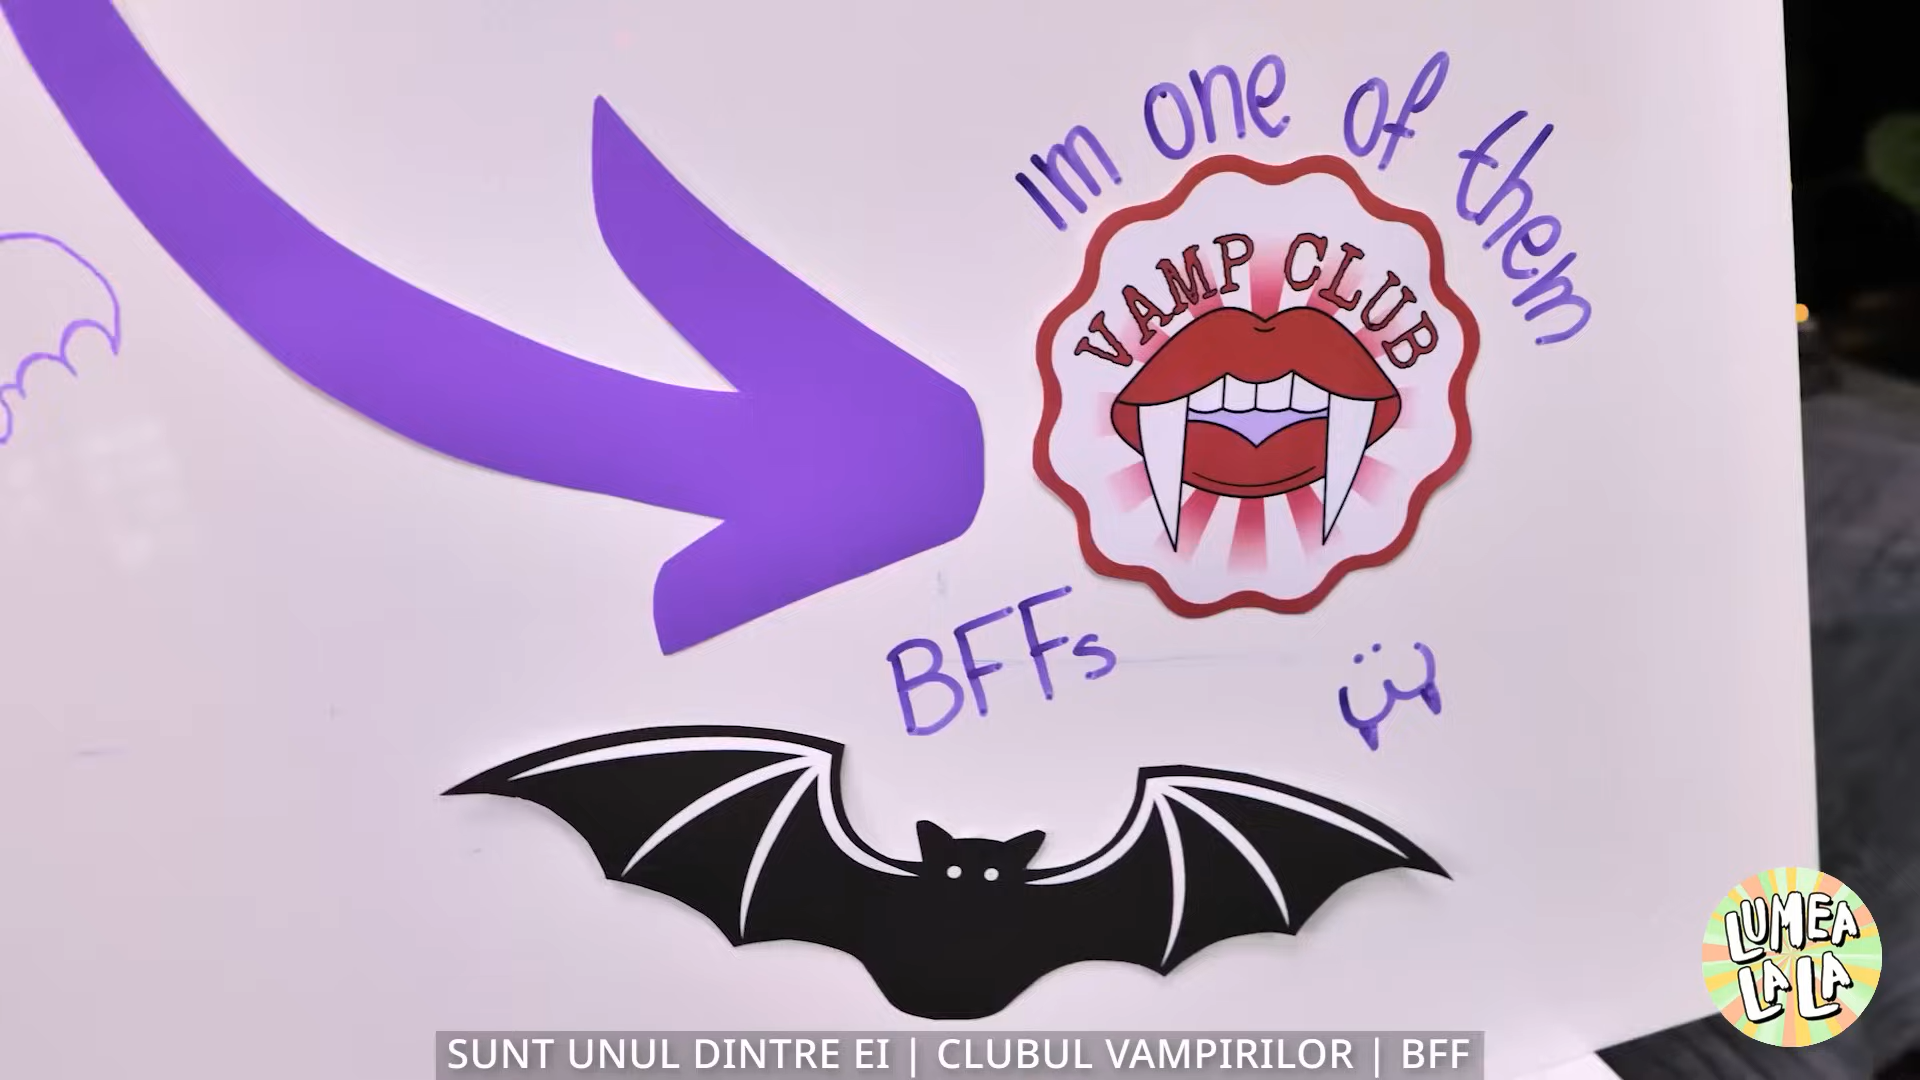 Im one of them
VAMP CLUB
BFFs
LUMEA
LA LA
SUNT UNUL DINTRE EI | CLUBUL VAMPIRILOR | BFF